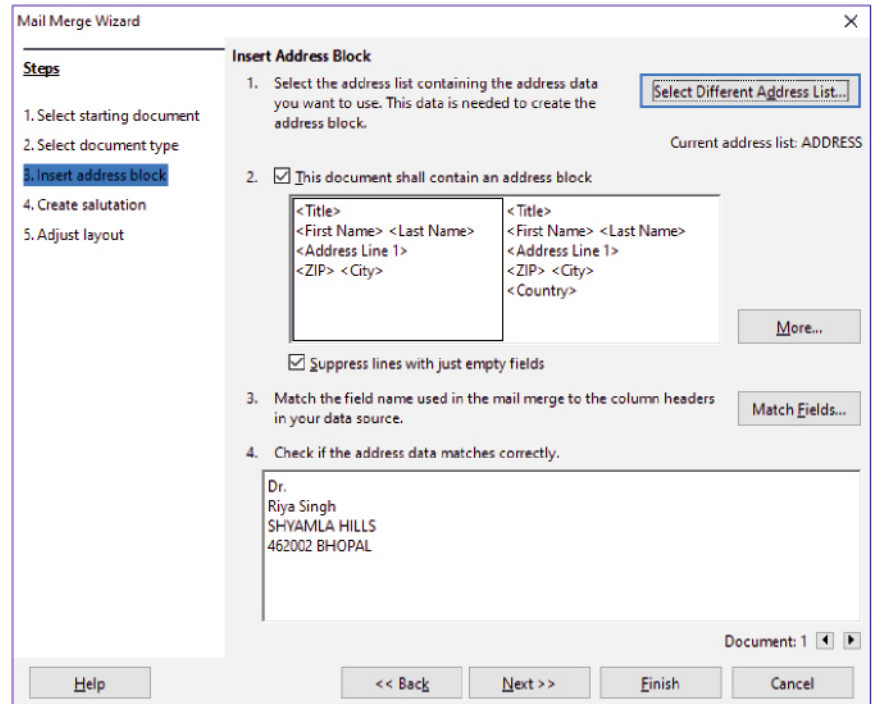 Mail Merge Wizard
Steps
1. Select starting document
2. Select document type
3. Insert address block
4. Create salutation
5. Adjust layout
Insert Address Block
1. Select the address list containing the address data
you want to use. This data is needed to create the
address block.
Select Different Address List...
Current address list: ADDRESS
2. This document shall contain an address block
<Title>
<First Name> <Last Name>
<Address Line 1>
<ZIP> <City>
<Title>
<First Name> <Last Name>
<Address Line 1>
<ZIP> <City>
<Country>
More...
Suppress lines with just empty fields
3. Match the field name used in the mail merge to the column headers
in your data source.
Match Fields...
4. Check if the address data matches correctly.
Dr.
Riya Singh
SHYAMLA HILLS
462002 BHOPAL
Document: 1
Help
<< Back
Next >>
Finish
Cancel